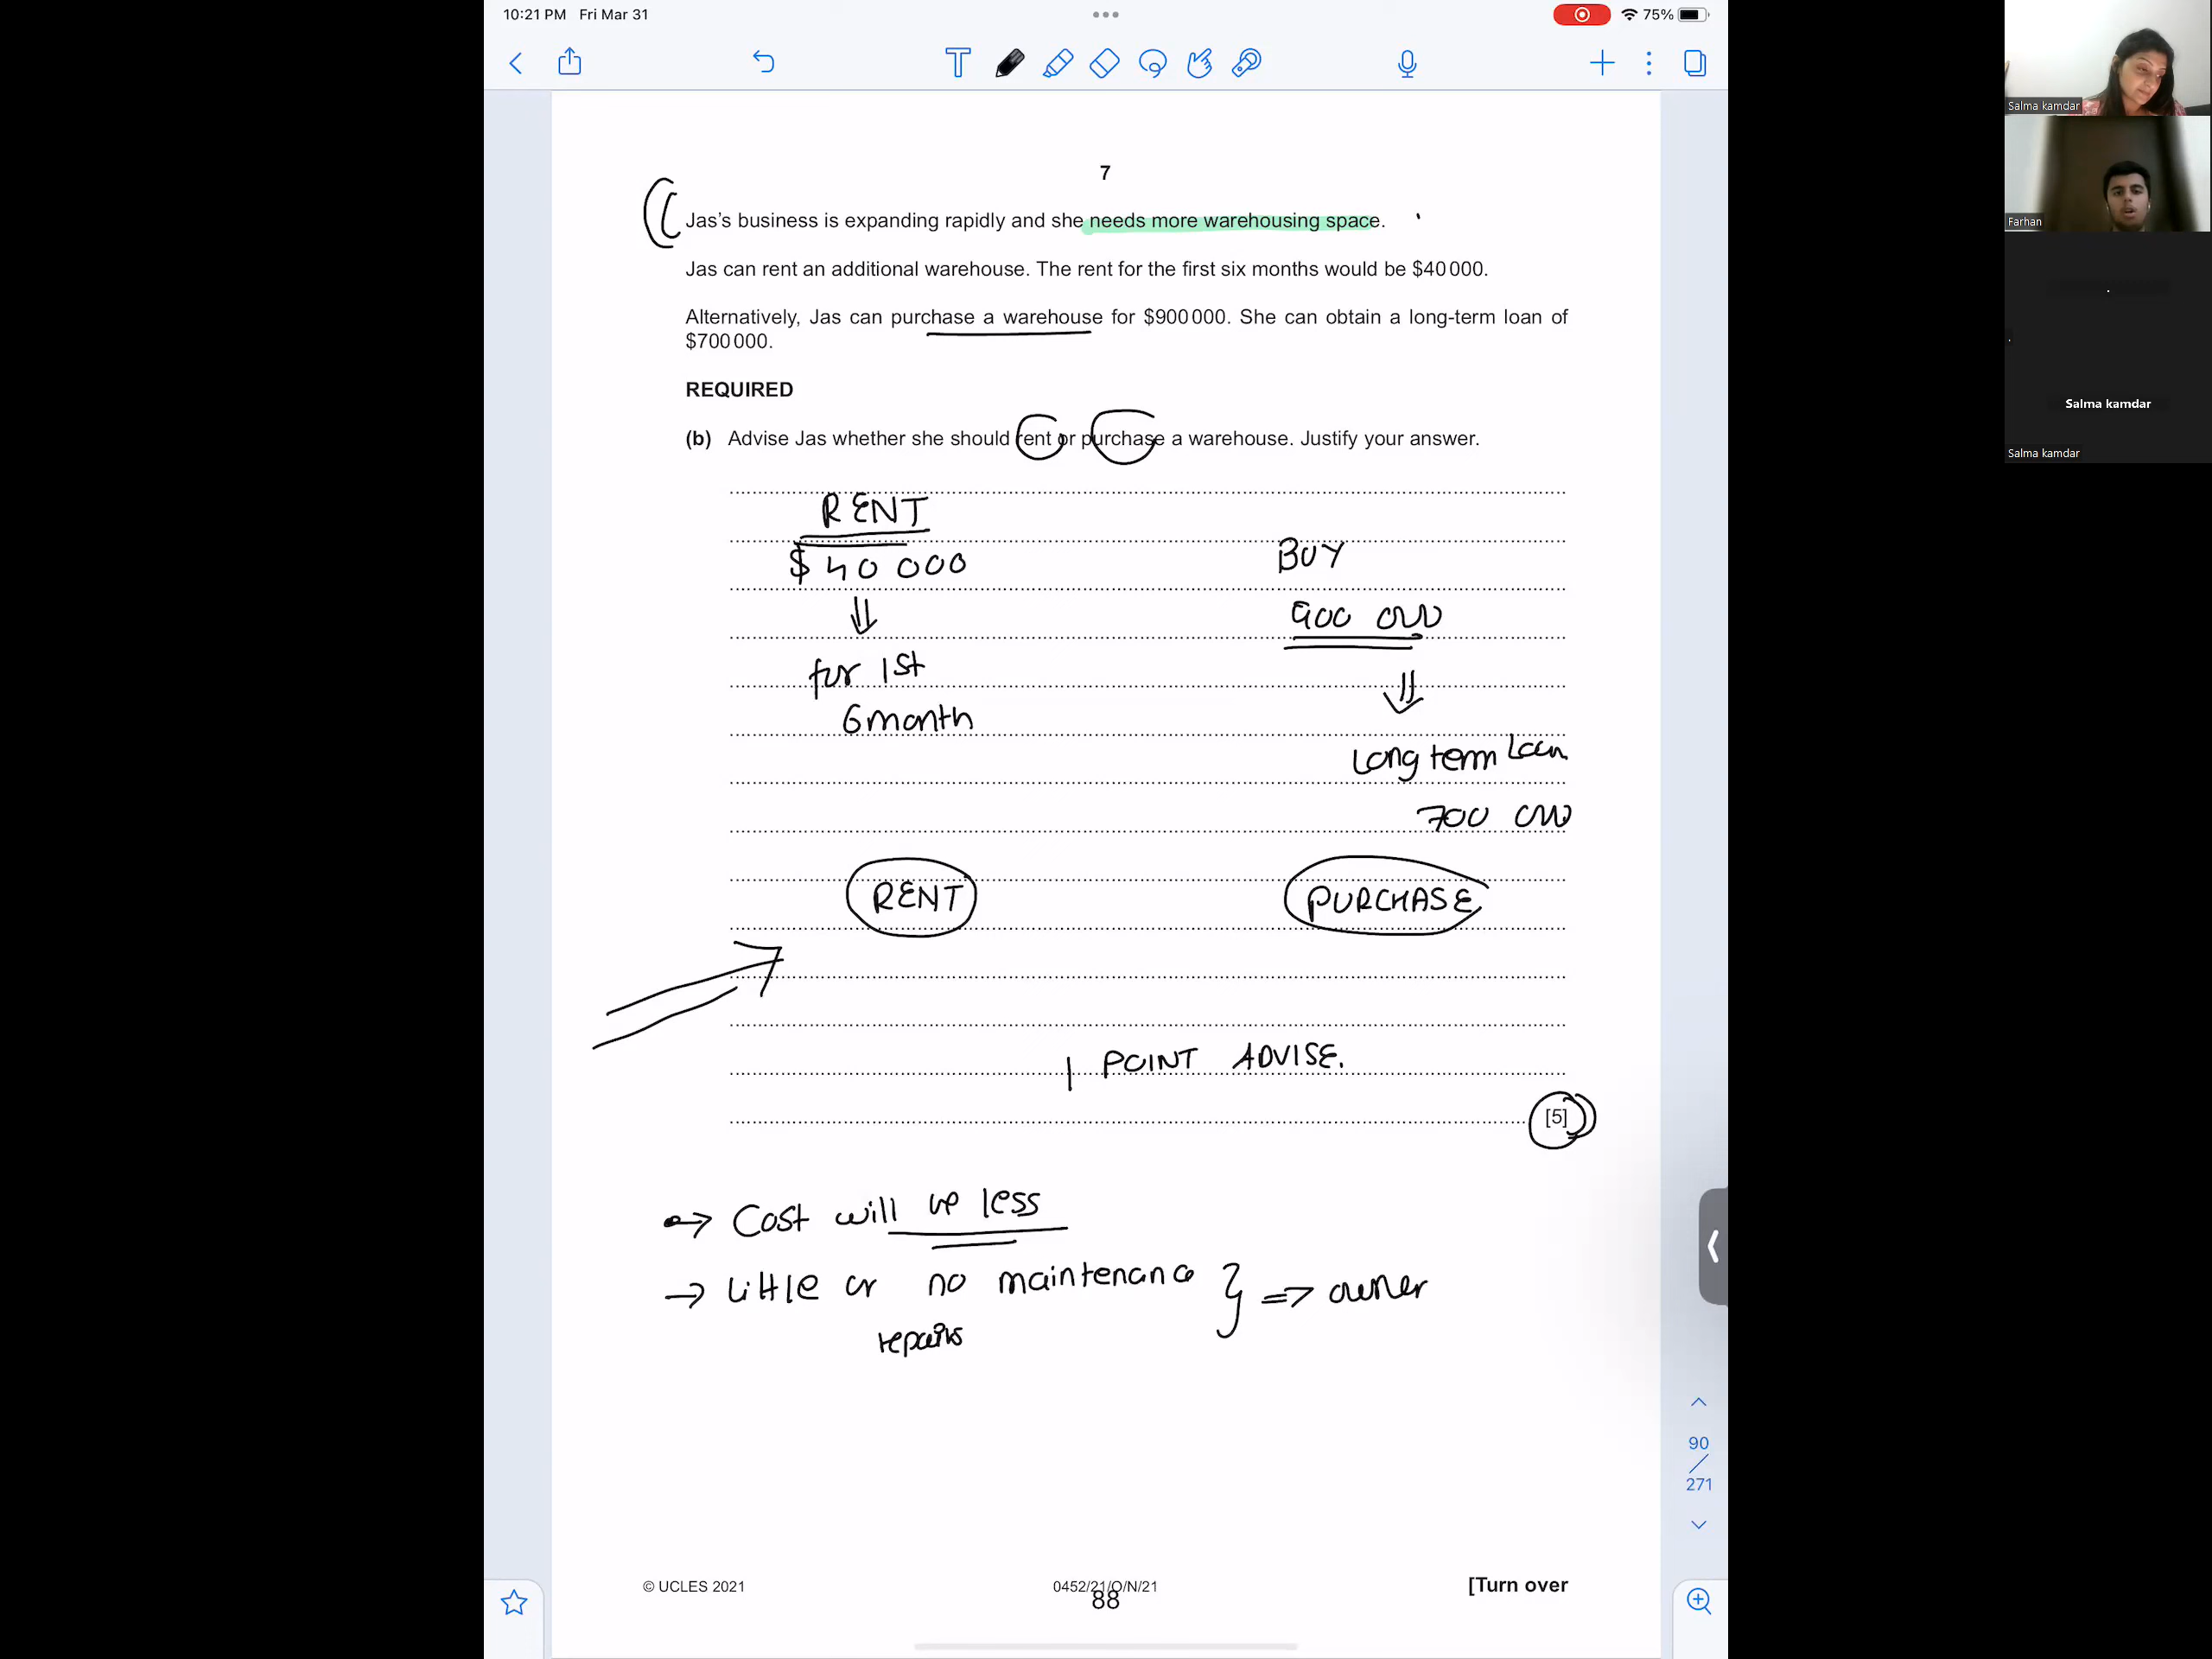 10:21 PM Fri Mar 31
75%
7
Jas's business is expanding rapidly and she needs more warehousing space.
Jas can rent an additional warehouse. The rent for the first six months would be $40 000.
Alternatively, Jas can purchase a warehouse for $900 000. She can obtain a long-term loan of
$700 000.
REQUIRED
(b) Advise Jas whether she should rent or purchase a warehouse. Justify your answer.
RENT
$ 40 000
BUY
900 000
for 1st
6 month
Long term Loan
700 000
RENT
PURCHASE
1 POINT ADVISE.
[5]
→ Cost will be less
→ Little or no maintenance } => owner
repairs
© UCLES 2021
0452/21/O/N/21
[Turn over
88
90
/
271
Salma kamdar
Farhan
Salma kamdar
Salma kamdar